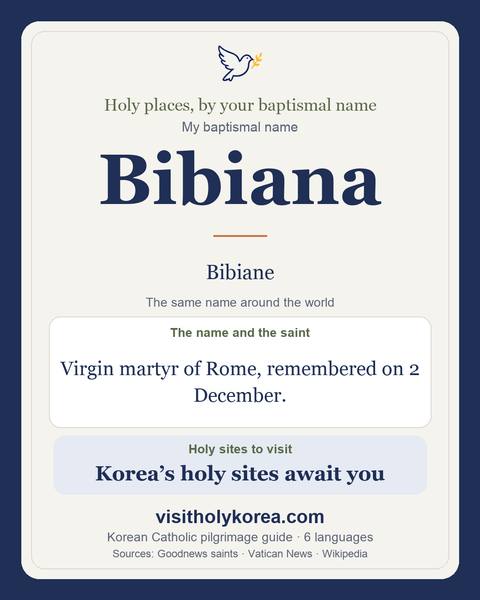 Holy places, by your baptismal name
My baptismal name
Bibiana
Bibiane
The same name around the world
The name and the saint
Virgin martyr of Rome, remembered on 2
December.
Holy sites to visit
Korea’s holy sites await you
visitholykorea.com
Korean Catholic pilgrimage guide · 6 languages
Sources: Goodnews saints · Vatican News · Wikipedia